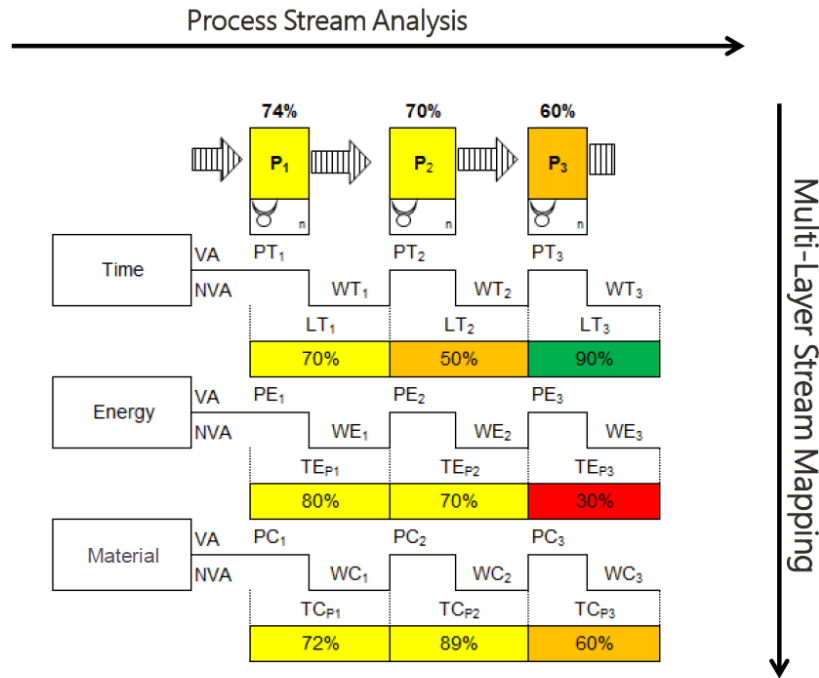 Process Stream Analysis
74% 70% 60%
P₁ P₂ P₃
n n n
Time VA PT₁ PT₂ PT₃
NVA WT₁ WT₂ WT₃
LT₁ LT₂ LT₃
70% 50% 90%
Energy VA PE₁ PE₂ PE₃
NVA WE₁ WE₂ WE₃
TEP1 TEP2 TEP3
80% 70% 30%
Material VA PC₁ PC₂ PC₃
NVA WC₁ WC₂ WC₃
TCP1 TCP2 TCP3
72% 89% 60%
Multi-Layer Stream Mapping